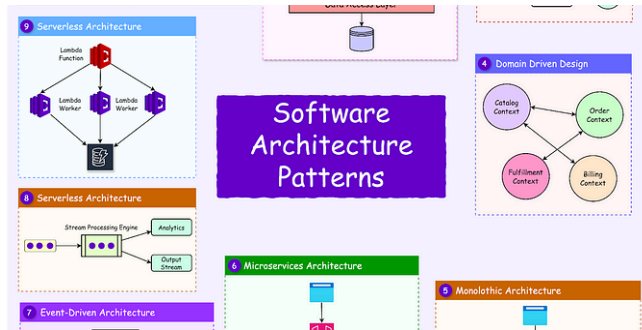 Data Access Layer
9 Serverless Architecture
Lambda
Function
Lambda
Worker
Lambda
Worker
Software
Architecture
Patterns
4 Domain Driven Design
Catalog
Context
Order
Context
Fulfillment
Context
Billing
Context
8 Serverless Architecture
Stream Processing Engine
Analytics
Output
Stream
6 Microservices Architecture
5 Monolothic Architecture
7 Event-Driven Architecture